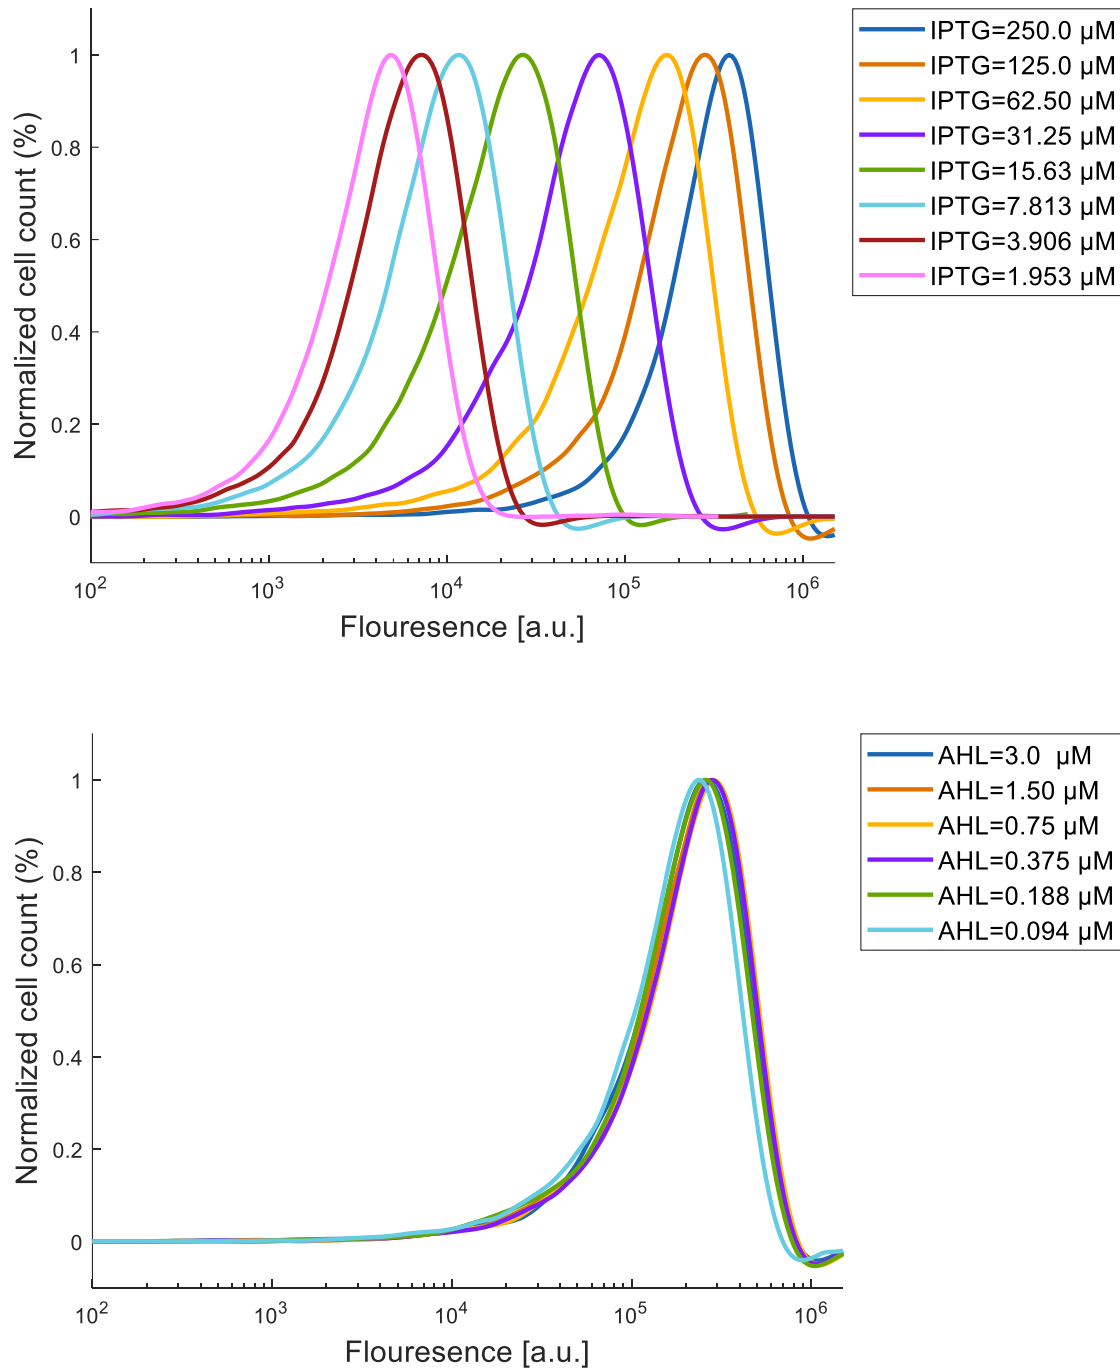 Normalized cell count (%)
1
0.8
0.6
0.4
0.2
0
10^2
10^3
10^4
10^5
10^6
Flouresence [a.u.]
IPTG=250.0 µM
IPTG=125.0 µM
IPTG=62.50 µM
IPTG=31.25 µM
IPTG=15.63 µM
IPTG=7.813 µM
IPTG=3.906 µM
IPTG=1.953 µM
Normalized cell count (%)
1
0.8
0.6
0.4
0.2
0
10^2
10^3
10^4
10^5
10^6
Flouresence [a.u.]
AHL=3.0 µM
AHL=1.50 µM
AHL=0.75 µM
AHL=0.375 µM
AHL=0.188 µM
AHL=0.094 µM